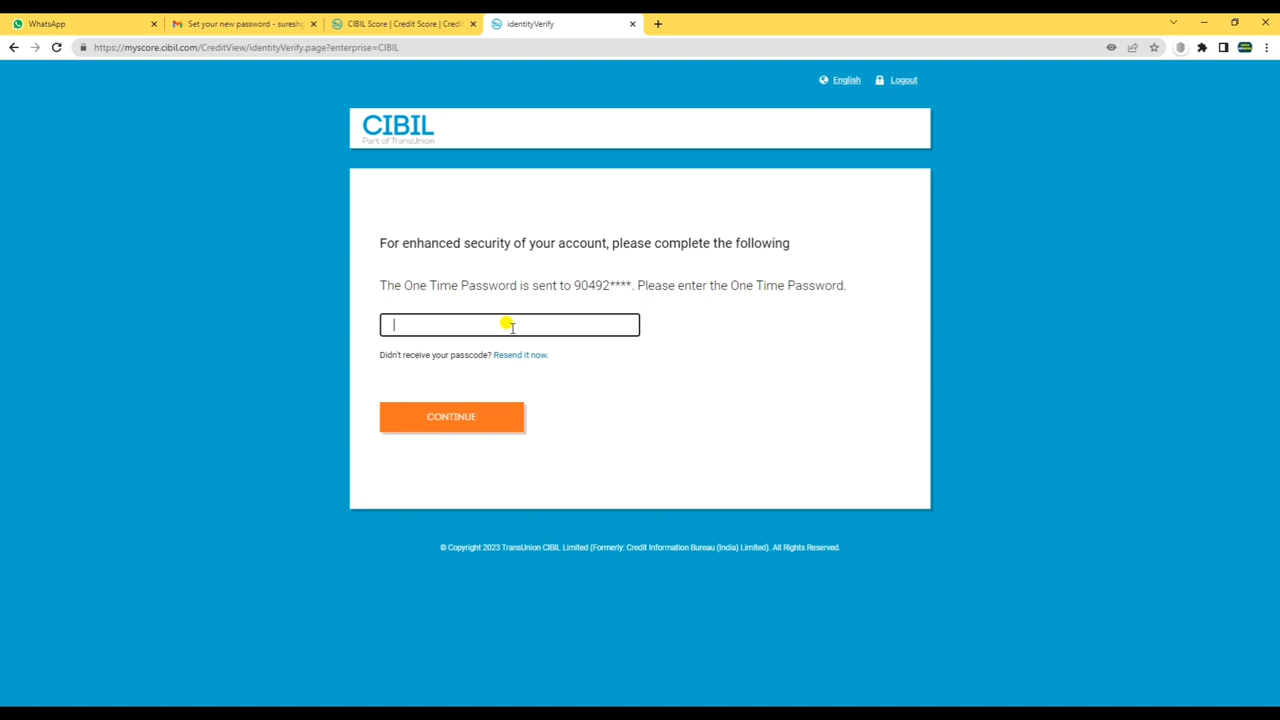 WhatsApp
Set your new password - sureshg
CIBIL Score | Credit Score | Credi
identityVerify
https://myscore.cibil.com/CreditView/identityVerify.page?enterprise=CIBIL
English
Logout
CIBIL
Part of TransUnion
For enhanced security of your account, please complete the following
The One Time Password is sent to 90492****. Please enter the One Time Password.
Didn't receive your passcode? Resend it now.
CONTINUE
© Copyright 2023 TransUnion CIBIL Limited (Formerly: Credit Information Bureau (India) Limited). All Rights Reserved.